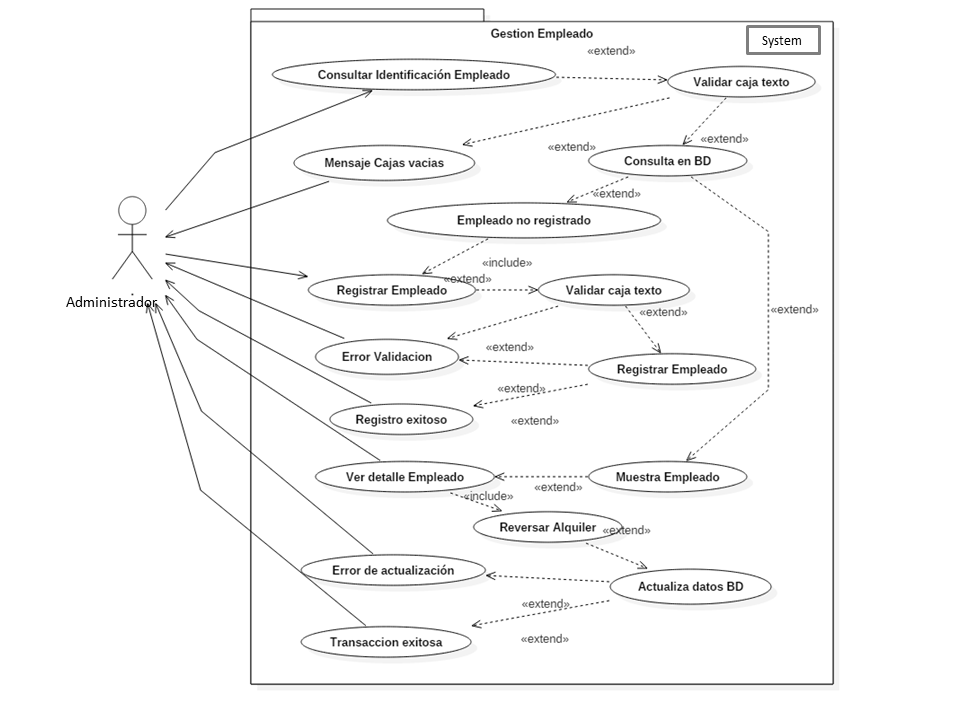 Gestion Empleado
System
«extend»
Consultar Identificación Empleado
Validar caja texto
«extend»
«extend»
Mensaje Cajas vacias
Consulta en BD
«extend»
Empleado no registrado
«include»
«extend»
Registrar Empleado
Validar caja texto
Administrador
«extend»
«extend»
«extend»
Error Validacion
Registrar Empleado
«extend»
Registro exitoso
«extend»
Ver detalle Empleado
Muestra Empleado
«extend»
«include»
Reversar Alquiler
«extend»
Error de actualización
Actualiza datos BD
«extend»
Transaccion exitosa
«extend»